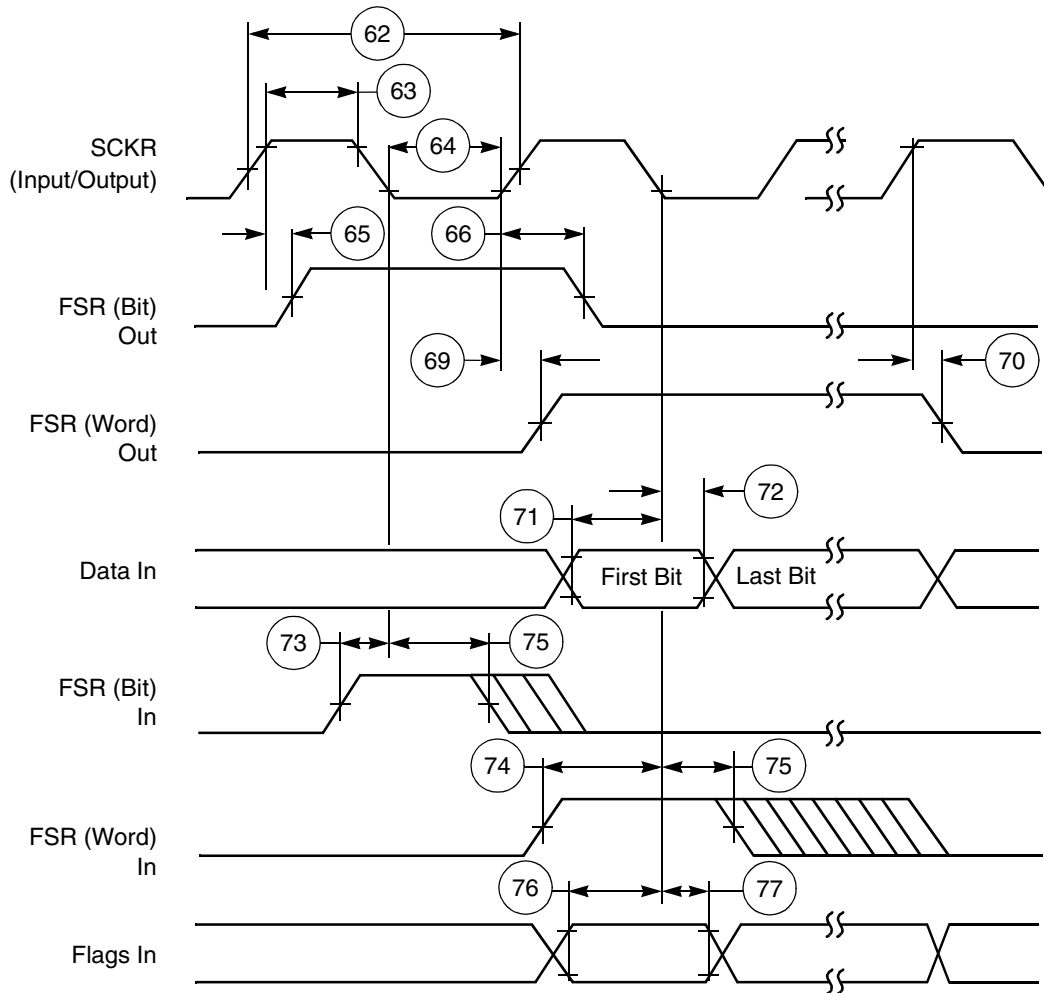 62
63
SCKR
(Input/Output)
64
65
66
FSR (Bit)
Out
69
70
FSR (Word)
Out
71
72
Data In
First Bit
Last Bit
73
75
FSR (Bit)
In
74
75
FSR (Word)
In
76
77
Flags In